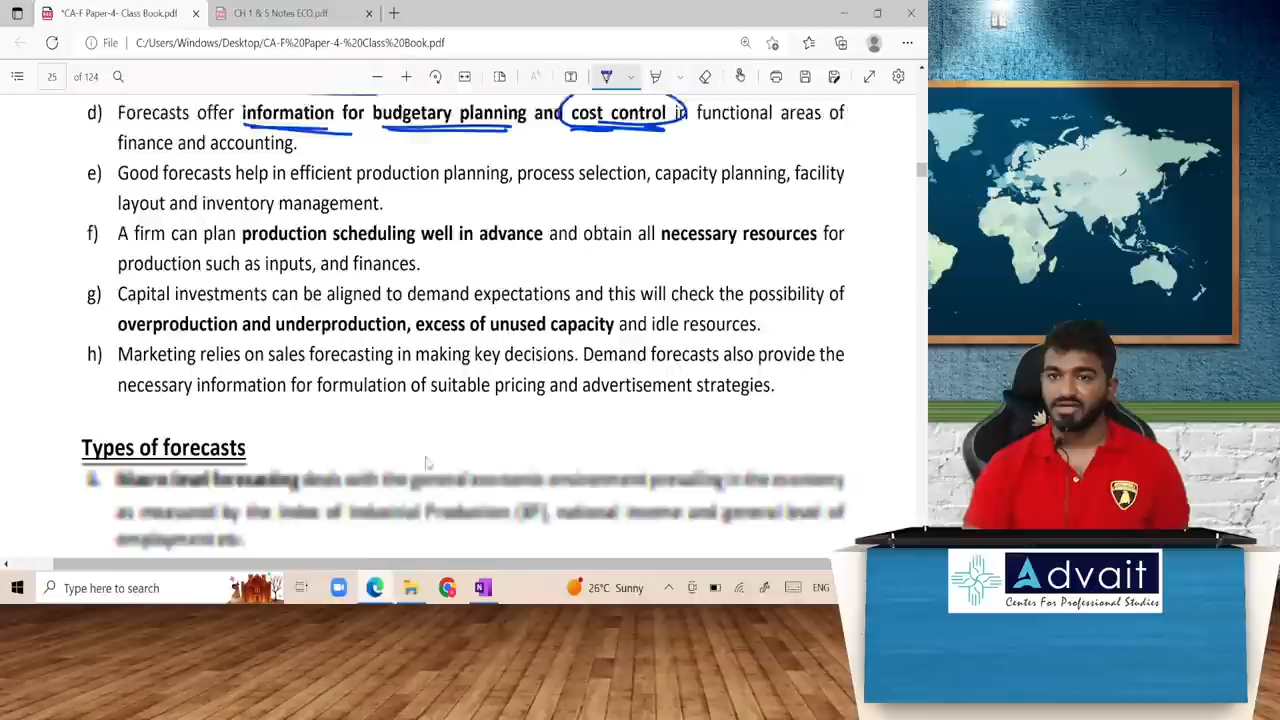 *CA-F Paper-4- Class Book.pdf
CH 1 & 5 Notes ECO.pdf
File
C:/Users/Windows/Desktop/CA-F%20Paper-4-%20Class%20Book.pdf
25 of 124
d) Forecasts offer information for budgetary planning and cost control in functional areas of
finance and accounting.
e) Good forecasts help in efficient production planning, process selection, capacity planning, facility
layout and inventory management.
f) A firm can plan production scheduling well in advance and obtain all necessary resources for
production such as inputs, and finances.
g) Capital investments can be aligned to demand expectations and this will check the possibility of
overproduction and underproduction, excess of unused capacity and idle resources.
h) Marketing relies on sales forecasting in making key decisions. Demand forecasts also provide the
necessary information for formulation of suitable pricing and advertisement strategies.
Types of forecasts
Type here to search
26°C Sunny
ENG
Advait
Center For Professional Studies